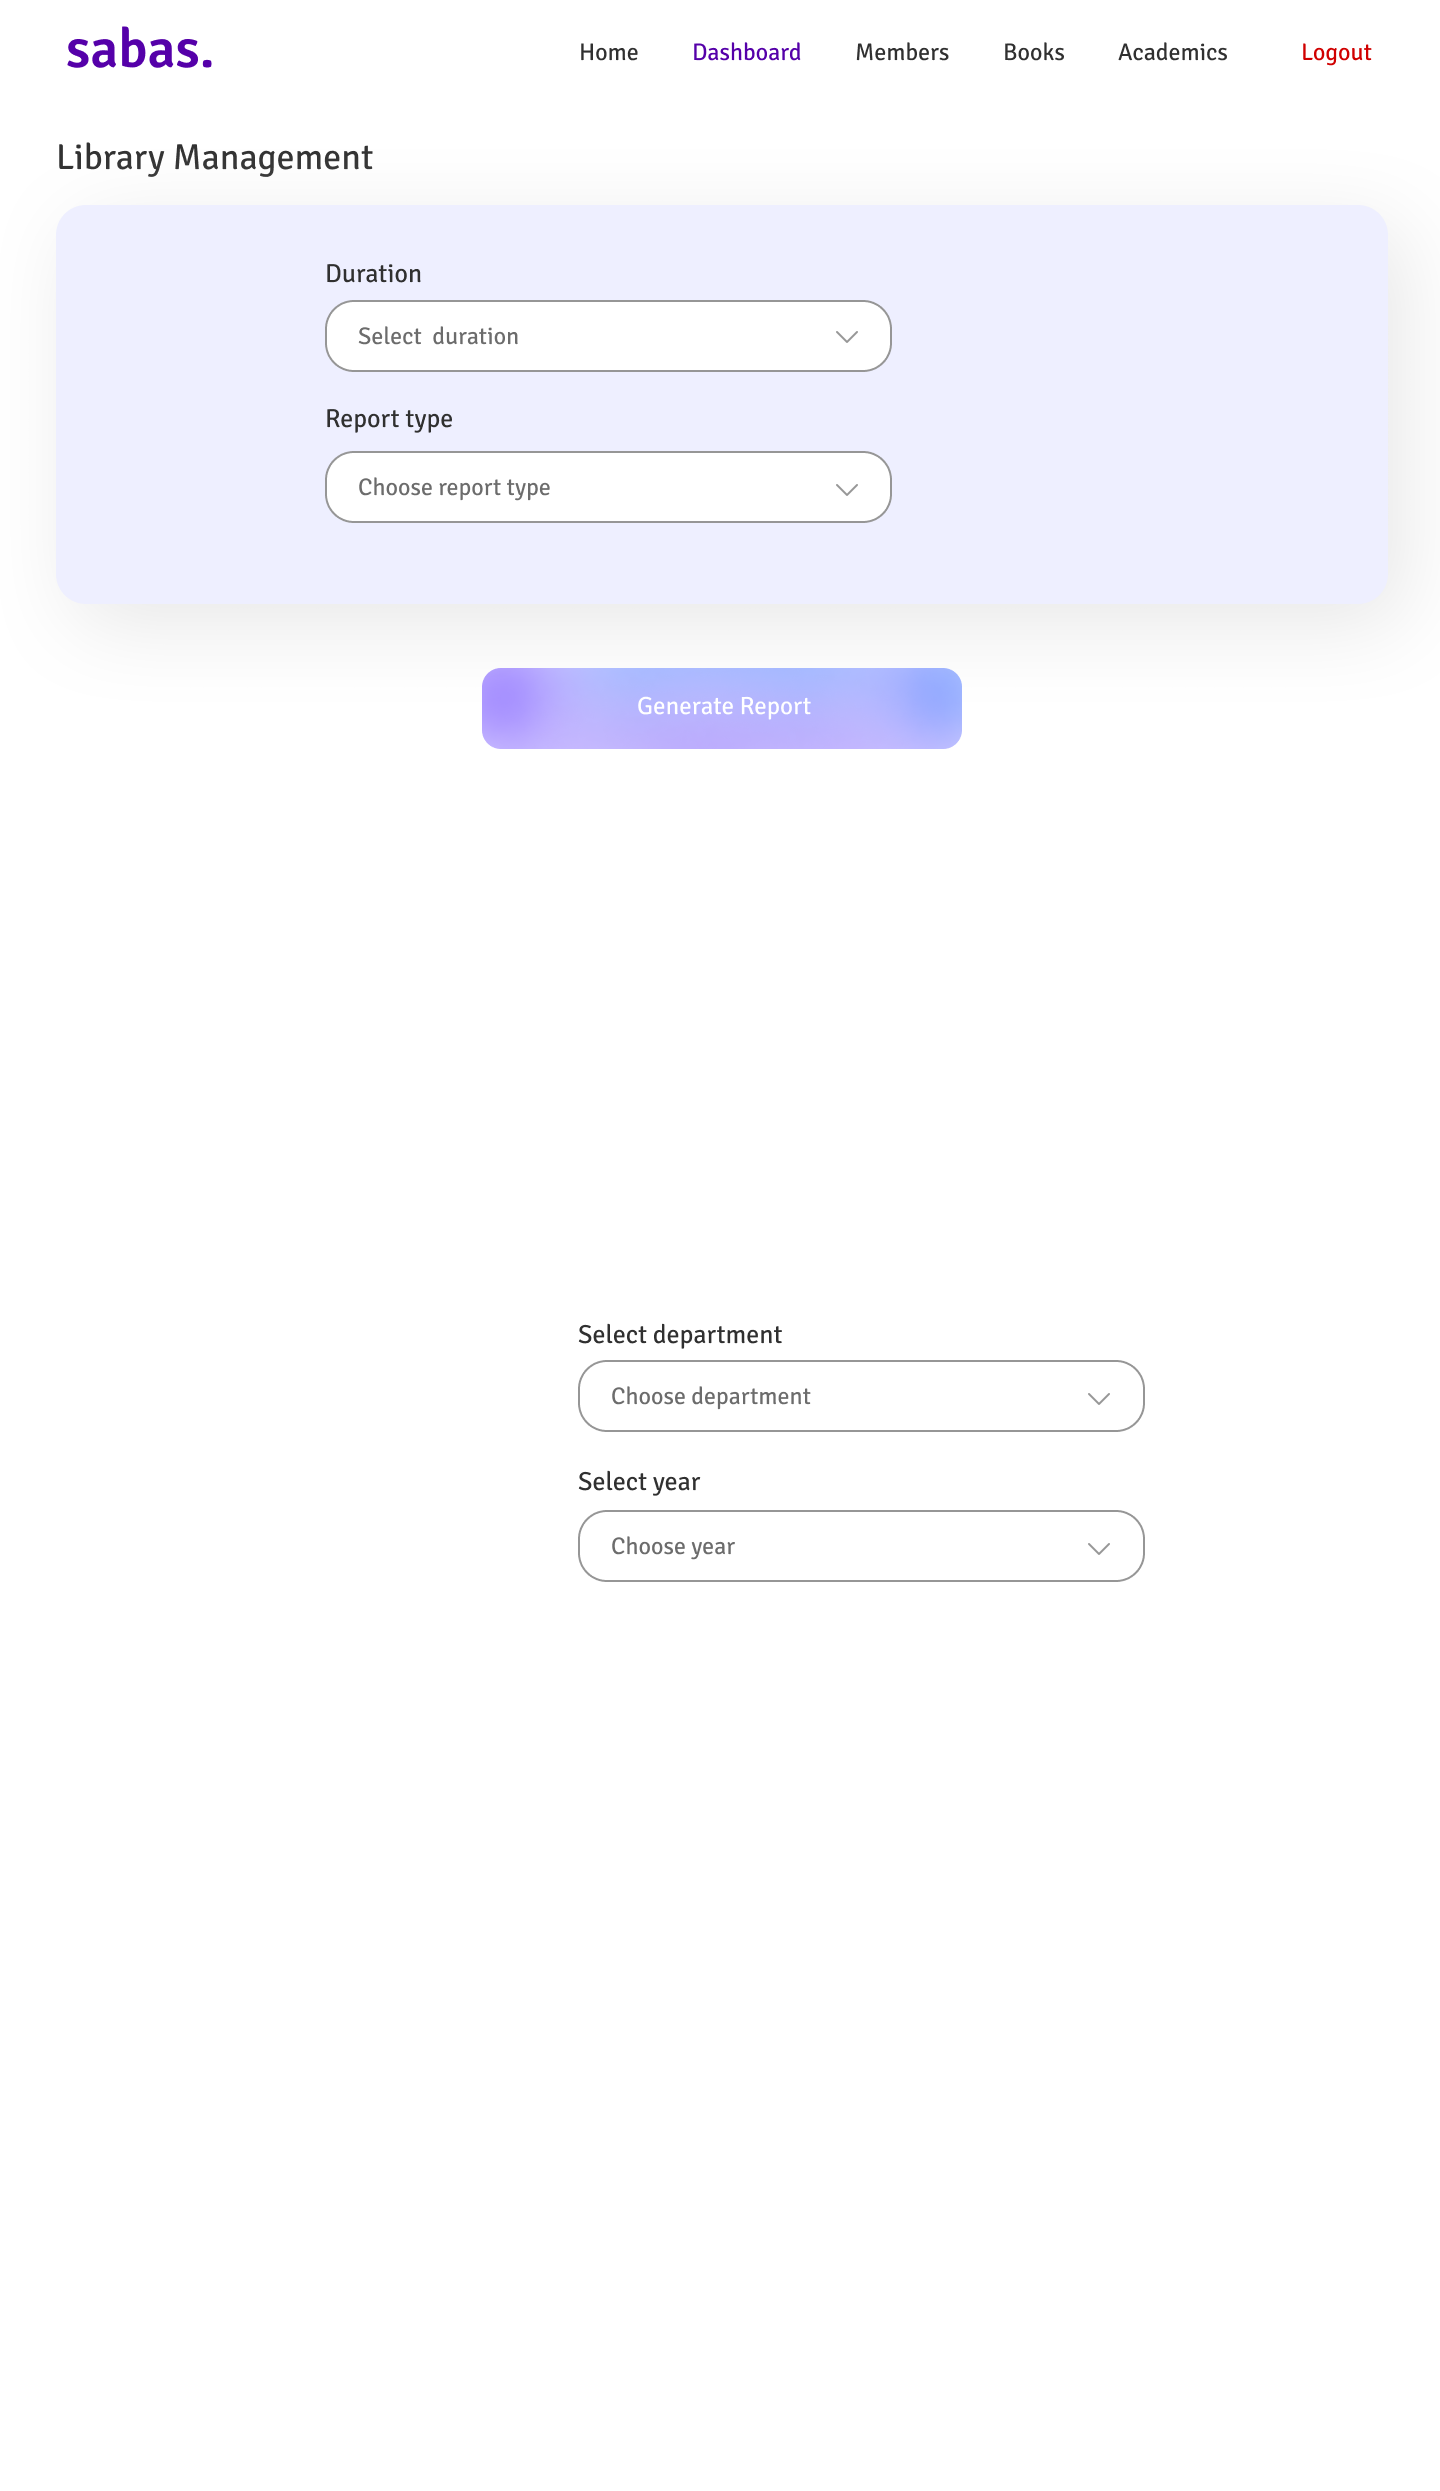 sabas.
Home Dashboard Members Books Academics Logout
Library Management
Duration
Select duration
Report type
Choose report type
Generate Report
Select department
Choose department
Select year
Choose year